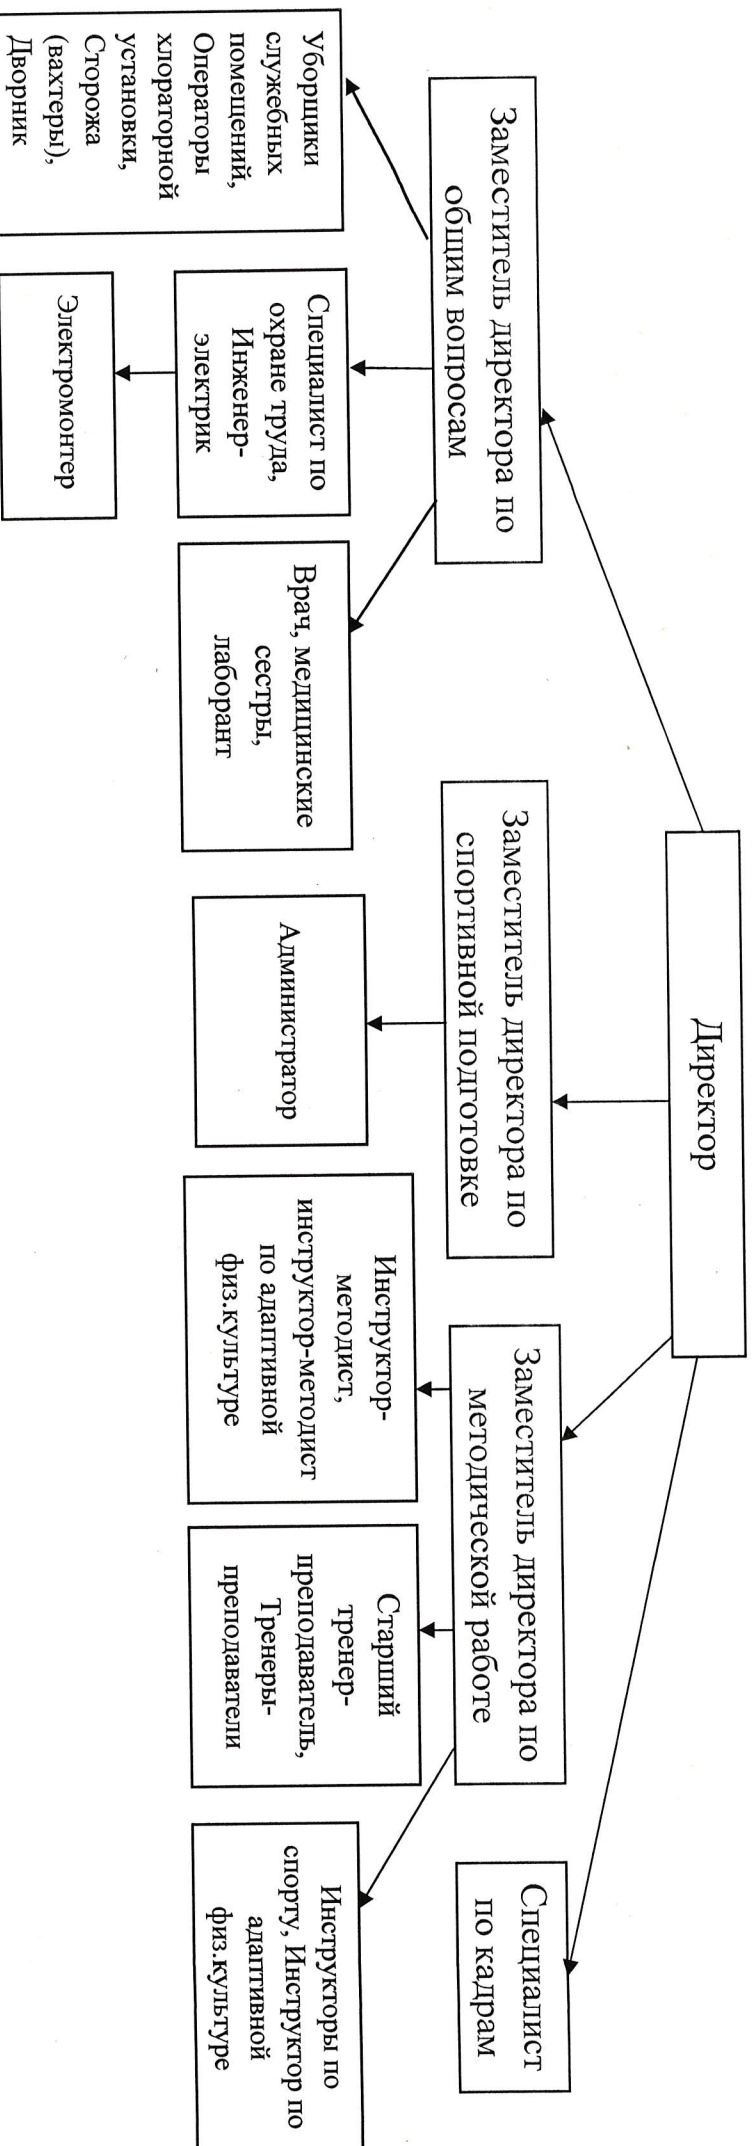 Директор
Заместитель директора по
общим вопросам
Заместитель директора по
спортивной подготовке
Заместитель директора по
методической работе
Специалист
по кадрам
Уборщики
служебных
помещений,
Операторы
хлораторной
установки,
Сторожа
(вахтеры),
Дворник
Специалист по
охране труда,
Инженер-
электрик
Электромонтер
Врач, медицинские
сестры,
лаборант
Администратор
Инструктор-
методист,
инструктор-методист
по адаптивной
физ.культуре
Старший
тренер-
преподаватель,
Тренеры-
преподаватели
Инструкторы по
спорту, Инструктор по
адаптивной
физ.культуре